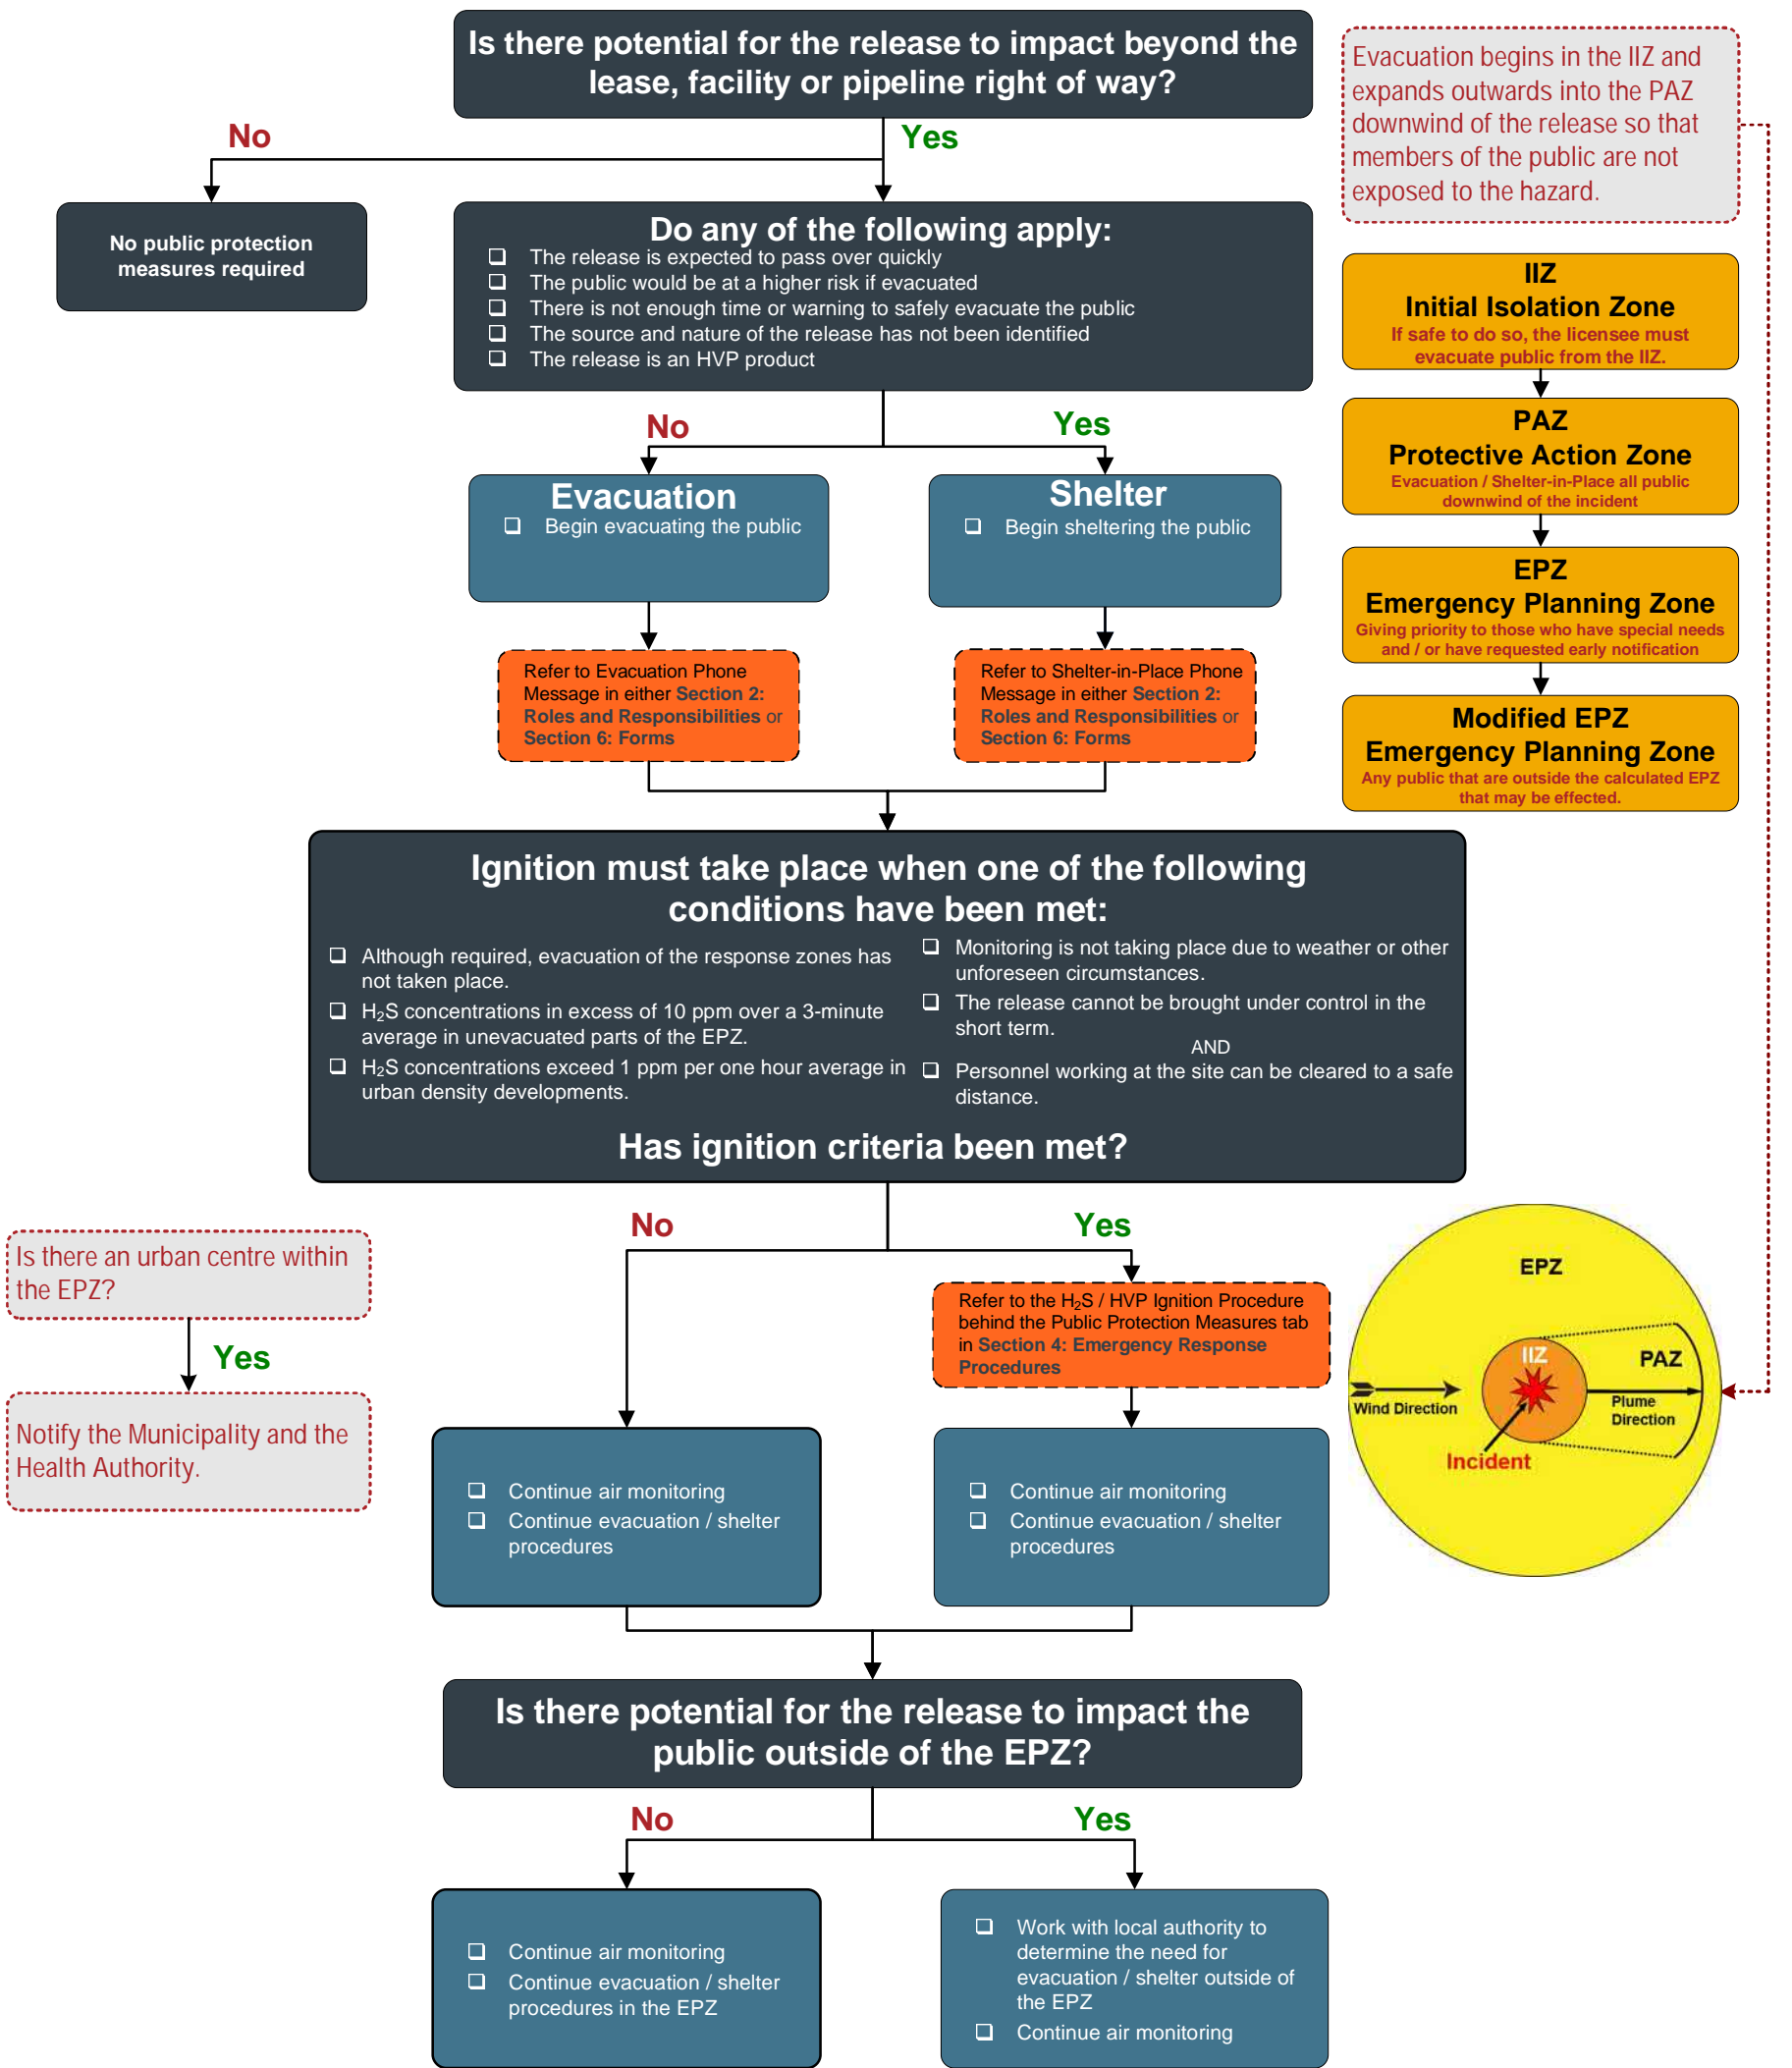 Is there potential for the release to impact beyond the
lease, facility or pipeline right of way?
No
Yes
No public protection
measures required
Do any of the following apply:
❑ The release is expected to pass over quickly
❑ The public would be at a higher risk if evacuated
❑ There is not enough time or warning to safely evacuate the public
❑ The source and nature of the release has not been identified
❑ The release is an HVP product
No
Yes
Evacuation
❑ Begin evacuating the public
Shelter
❑ Begin sheltering the public
Refer to Evacuation Phone
Message in either Section 2:
Roles and Responsibilities or
Section 6: Forms
Refer to Shelter-in-Place Phone
Message in either Section 2:
Roles and Responsibilities or
Section 6: Forms
Evacuation begins in the IIZ and
expands outwards into the PAZ
downwind of the release so that
members of the public are not
exposed to the hazard.
IIZ
Initial Isolation Zone
If safe to do so, the licensee must
evacuate public from the IIZ.
PAZ
Protective Action Zone
Evacuation / Shelter-in-Place all public
downwind of the incident
EPZ
Emergency Planning Zone
Giving priority to those who have special needs
and / or have requested early notification
Modified EPZ
Emergency Planning Zone
Any public that are outside the calculated EPZ
that may be effected.
Ignition must take place when one of the following
conditions have been met:
❑ Although required, evacuation of the response zones has
not taken place.
❑ H₂S concentrations in excess of 10 ppm over a 3-minute
average in unevacuated parts of the EPZ.
❑ H₂S concentrations exceed 1 ppm per one hour average in
urban density developments.
❑ Monitoring is not taking place due to weather or other
unforeseen circumstances.
❑ The release cannot be brought under control in the
short term.
AND
❑ Personnel working at the site can be cleared to a safe
distance.
Has ignition criteria been met?
No
Yes
Is there an urban centre within
the EPZ?
Yes
Notify the Municipality and the
Health Authority.
Refer to the H₂S / HVP Ignition Procedure
behind the Public Protection Measures tab
in Section 4: Emergency Response
Procedures
❑ Continue air monitoring
❑ Continue evacuation / shelter
procedures
❑ Continue air monitoring
❑ Continue evacuation / shelter
procedures
EPZ
IIZ
PAZ
Wind Direction
Plume
Direction
Incident
Is there potential for the release to impact the
public outside of the EPZ?
No
Yes
❑ Continue air monitoring
❑ Continue evacuation / shelter
procedures in the EPZ
❑ Work with local authority to
determine the need for
evacuation / shelter outside of
the EPZ
❑ Continue air monitoring